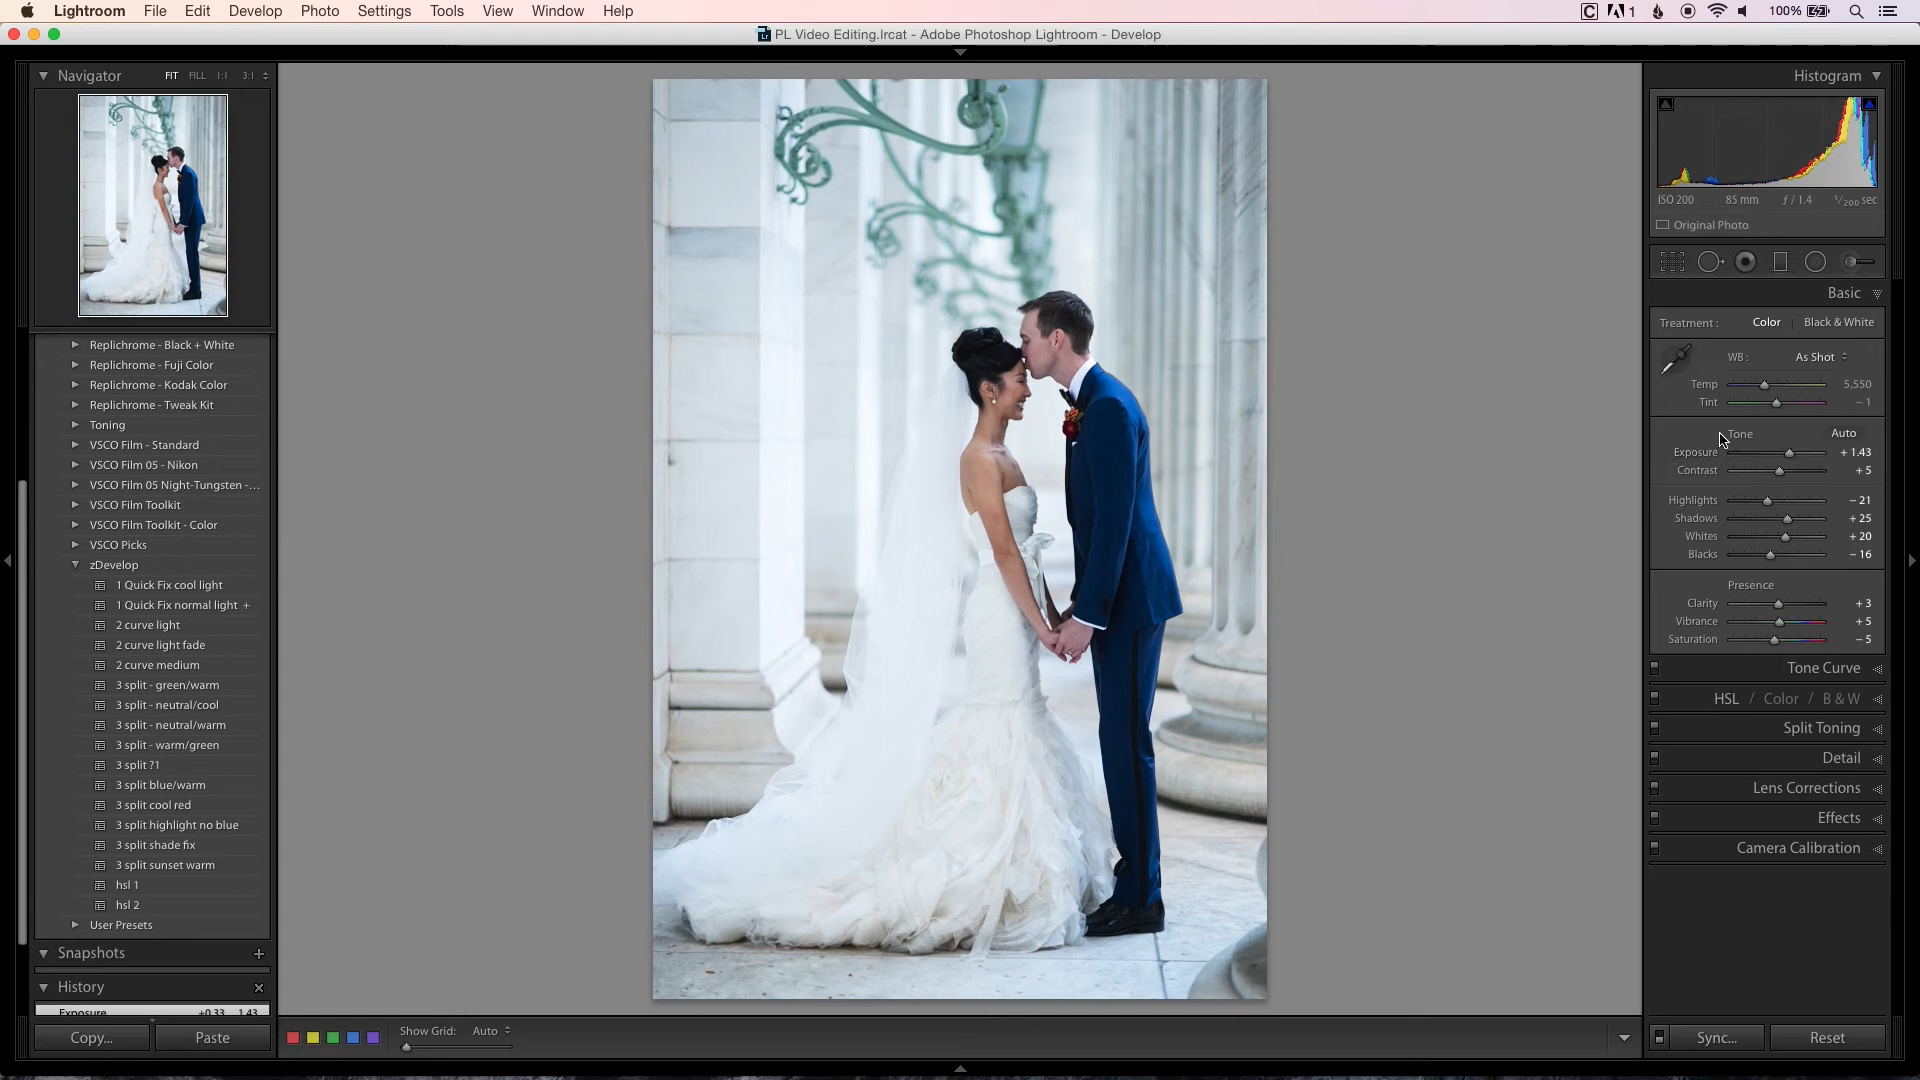 Lightroom File Edit Develop Photo Settings Tools View Window Help 1 100%
PL Video Editing.lrcat - Adobe Photoshop Lightroom - Develop
Navigator FIT FILL 1:1 3:1
Replichrome - Black + White
Replichrome - Fuji Color
Replichrome - Kodak Color
Replichrome - Tweak Kit
Toning
VSCO Film - Standard
VSCO Film 05 - Nikon
VSCO Film 05 Night-Tungsten -...
VSCO Film Toolkit
VSCO Film Toolkit - Color
VSCO Picks
zDevelop
1 Quick Fix cool light
1 Quick Fix normal light +
2 curve light
2 curve light fade
2 curve medium
3 split - green/warm
3 split - neutral/cool
3 split - neutral/warm
3 split - warm/green
3 split ?1
3 split blue/warm
3 split cool red
3 split highlight no blue
3 split shade fix
3 split sunset warm
hsl 1
hsl 2
User Presets
Snapshots +
History ×
Exposure +0.33 1.43
Copy... Paste
Show Grid: Auto
Histogram
ISO 200 85 mm ƒ / 1.4 1/200 sec
Original Photo
Basic
Treatment : Color Black & White
WB : As Shot
Temp 5,550
Tint – 1
Tone Auto
Exposure + 1.43
Contrast + 5
Highlights – 21
Shadows + 25
Whites + 20
Blacks – 16
Presence
Clarity + 3
Vibrance + 5
Saturation – 5
Tone Curve
HSL / Color / B & W
Split Toning
Detail
Lens Corrections
Effects
Camera Calibration
Sync... Reset